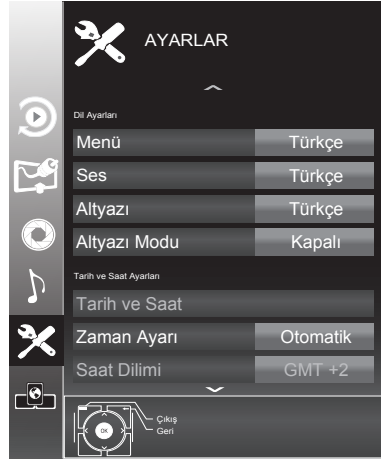 AYARLAR
Dil Ayarları
Menü Türkçe
Ses Türkçe
Altyazı Türkçe
Altyazı Modu Kapalı
Tarih ve Saat Ayarları
Tarih ve Saat
Zaman Ayarı Otomatik
Saat Dilimi GMT +2
Çıkış
OK
Geri